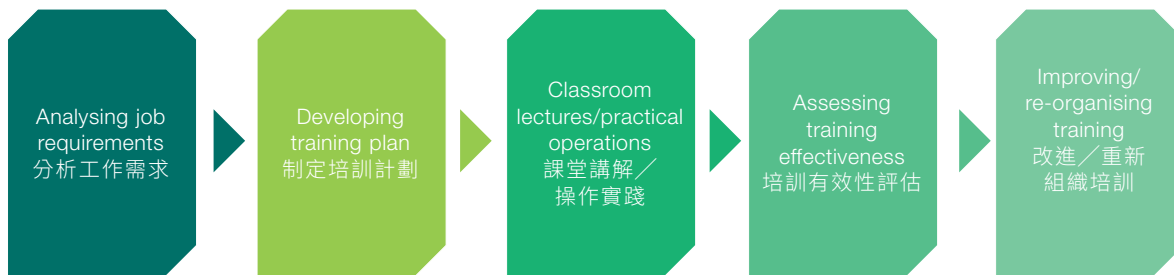 Analysing job
requirements
分析工作需求
Developing
training plan
制定培訓計劃
Classroom
lectures/practical
operations
課堂講解／
操作實踐
Assessing
training
effectiveness
培訓有效性評估
Improving/
re-organising
training
改進／重新
組織培訓